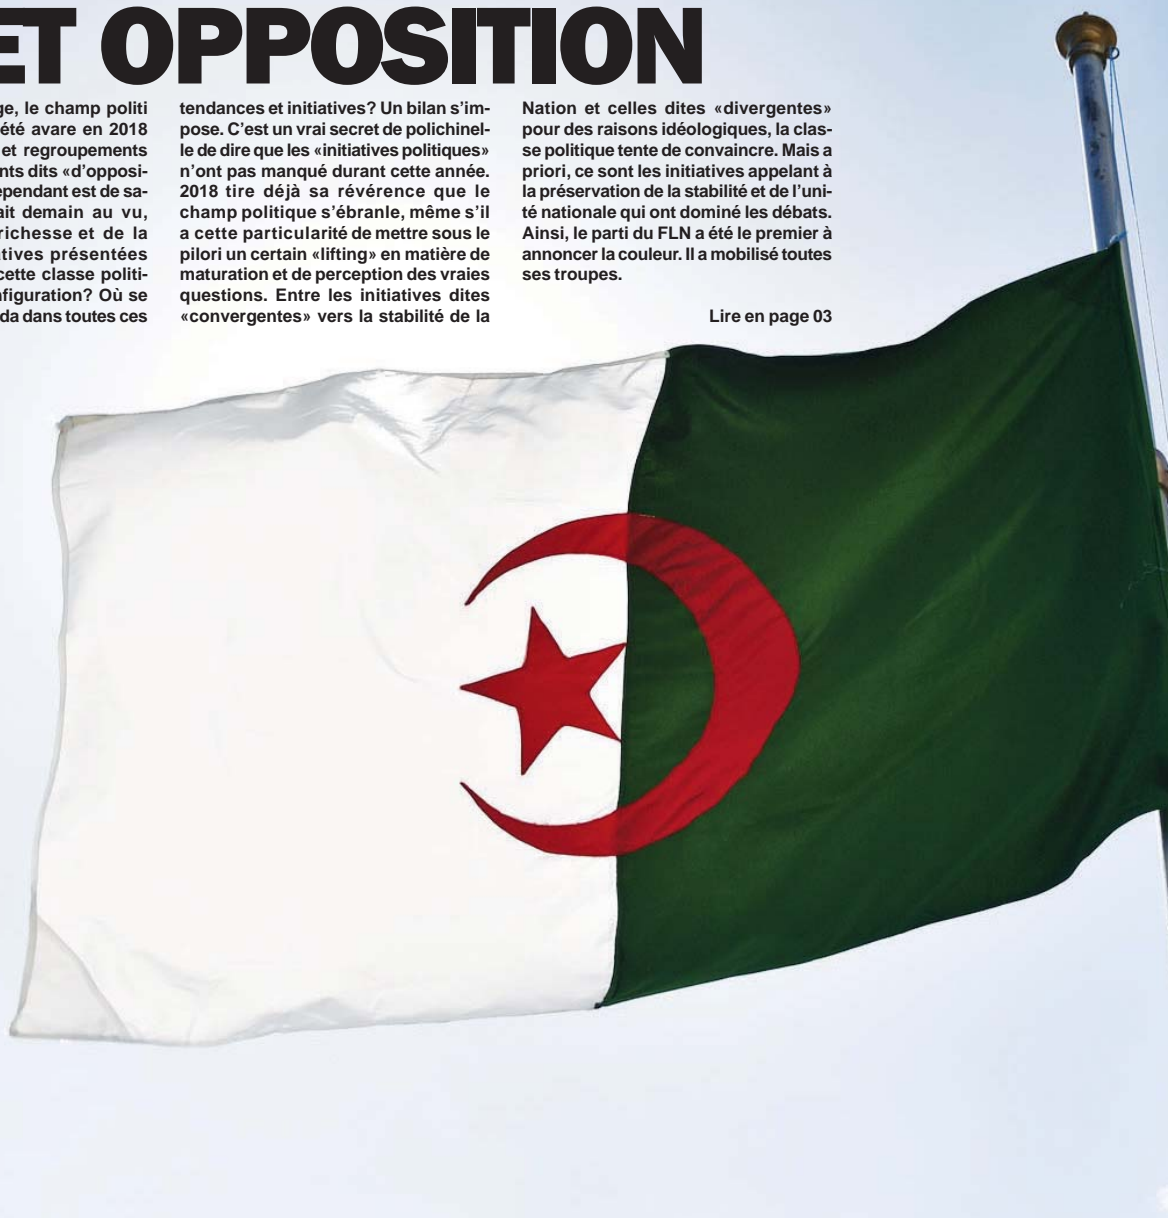 ET OPPOSITION
ge, le champ politi
été avare en 2018
et regroupements
nts dits «d'opposi-
ependant est de sa-
ait demain au vu,
richesse et de la
atives présentées
cette classe politi-
nfiguration? Où se
da dans toutes ces
tendances et initiatives? Un bilan s'im-
pose. C'est un vrai secret de polichinel-
le de dire que les «initiatives politiques»
n'ont pas manqué durant cette année.
2018 tire déjà sa révérence que le
champ politique s'ébranle, même s'il
a cette particularité de mettre sous le
pilori un certain «lifting» en matière de
maturation et de perception des vraies
questions. Entre les initiatives dites
«convergentes» vers la stabilité de la
Nation et celles dites «divergentes»
pour des raisons idéologiques, la clas-
se politique tente de convaincre. Mais a
priori, ce sont les initiatives appelant à
la préservation de la stabilité et de l'uni-
té nationale qui ont dominé les débats.
Ainsi, le parti du FLN a été le premier à
annoncer la couleur. Il a mobilisé toutes
ses troupes.
Lire en page 03